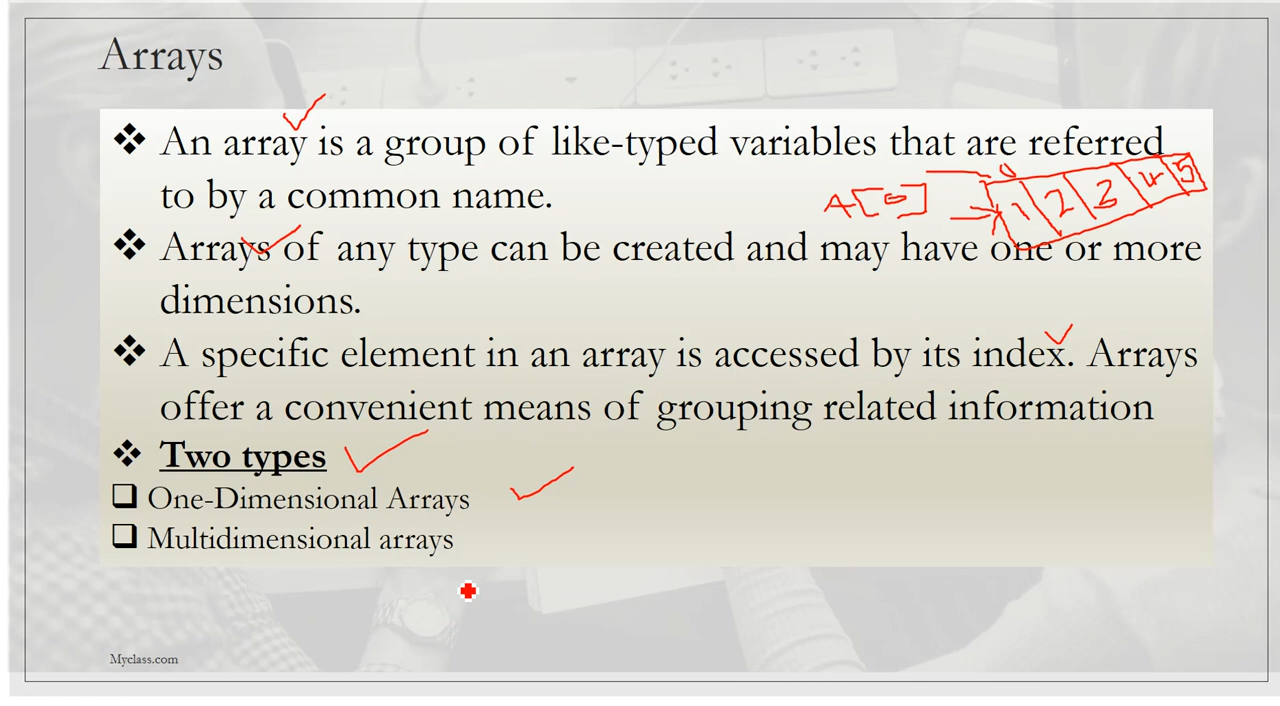 Arrays
❖ An array is a group of like-typed variables that are referred
to by a common name.
0
A[0] 1 2 3 4 5
❖ Arrays of any type can be created and may have one or more
dimensions.
❖ A specific element in an array is accessed by its index. Arrays
offer a convenient means of grouping related information
❖ Two types
❑ One-Dimensional Arrays
❑ Multidimensional arrays
Myclass.com